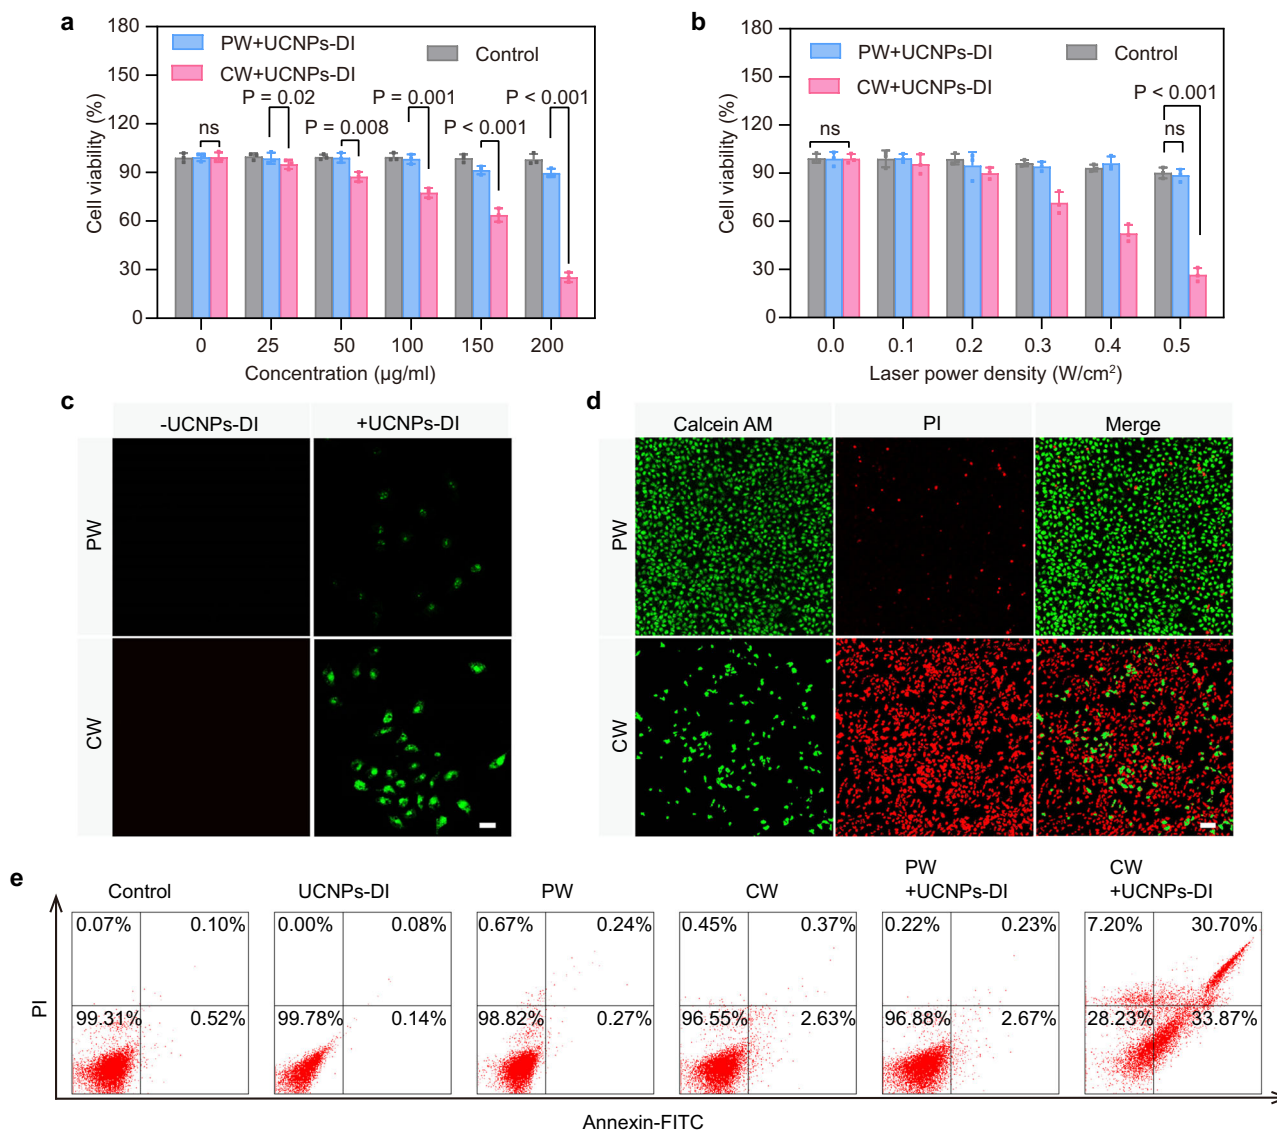 a
Cell viability (%)
180
150
120
90
60
30
0
PW+UCNPs-DI
CW+UCNPs-DI
Control
ns
P = 0.02
P = 0.008
P = 0.001
P < 0.001
P < 0.001
0 25 50 100 150 200
Concentration (μg/ml)
b
Cell viability (%)
180
150
120
90
60
30
0
PW+UCNPs-DI
CW+UCNPs-DI
Control
ns
P < 0.001
ns
0.0 0.1 0.2 0.3 0.4 0.5
Laser power density (W/cm²)
c
-UCNPs-DI +UCNPs-DI
PW
CW
d
Calcein AM PI Merge
PW
CW
e
Control UCNPs-DI PW CW PW +UCNPs-DI CW +UCNPs-DI
0.07% 0.10% 0.00% 0.08% 0.67% 0.24% 0.45% 0.37% 0.22% 0.23% 7.20% 30.70%
99.31% 0.52% 99.78% 0.14% 98.82% 0.27% 96.55% 2.63% 96.88% 2.67% 28.23% 33.87%
PI
Annexin-FITC